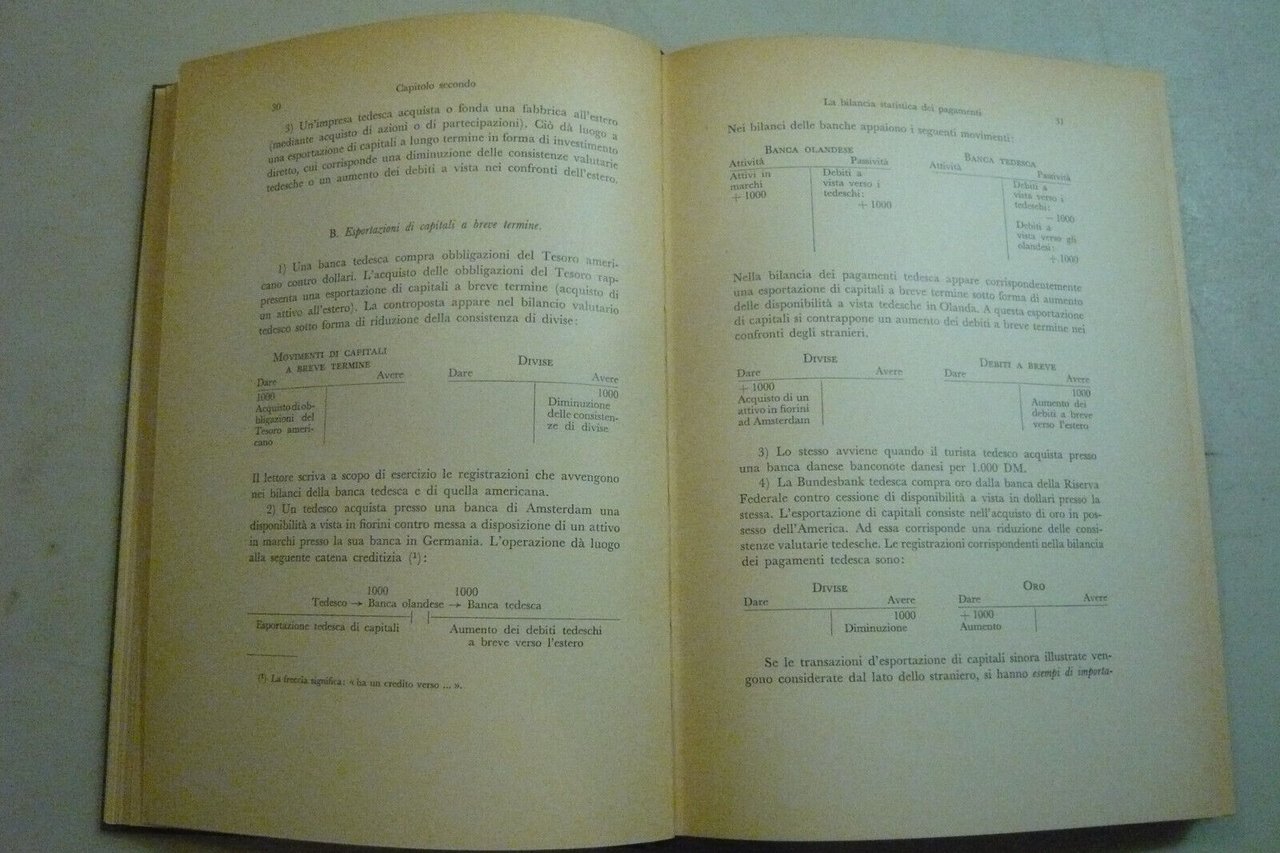 30
Capitolo secondo
3) Un'impresa tedesca acquista o fonda una fabbrica all'estero
(mediante acquisto di azioni o di partecipazioni). Ciò dà luogo a
una esportazione di capitali a lungo termine in forma di investimento
diretto, cui corrisponde una diminuzione delle consistenze valutarie
tedesche o un aumento dei debiti a vista nei confronti dell'estero.
B. Esportazioni di capitali a breve termine.
1) Una banca tedesca compra obbligazioni del Tesoro ameri-
cano contro dollari. L'acquisto delle obbligazioni del Tesoro rap-
presenta una esportazione di capitali a breve termine (acquisto di
un attivo all'estero). La controposta appare nel bilancio valutario
tedesco sotto forma di riduzione della consistenza di divise:
MOVIMENTI DI CAPITALI
A BREVE TERMINE
Dare Avere
1000
Acquisto di ob-
bligazioni del
Tesoro ameri-
cano
DIVISE
Dare Avere
1000
Diminuzione
delle consisten-
ze di divise
Il lettore scriva a scopo di esercizio le registrazioni che avvengono
nei bilanci della banca tedesca e di quella americana.
2) Un tedesco acquista presso una banca di Amsterdam una
disponibilità a vista in fiorini contro messa a disposizione di un attivo
in marchi presso la sua banca in Germania. L'operazione dà luogo
alla seguente catena creditizia (¹):
1000 1000
Tedesco → Banca olandese → Banca tedesca
Esportazione tedesca di capitali
Aumento dei debiti tedeschi
a breve verso l'estero
(¹) La freccia significa: « ha un credito verso ... ».
La bilancia statistica dei pagamenti
31
Nei bilanci delle banche appaiono i seguenti movimenti:
BANCA OLANDESE
Attività Passività
Attivi in
marchi
+ 1000
Debiti a
vista verso i
tedeschi:
+ 1000
BANCA TEDESCA
Attività Passività
Debiti a
vista verso i
tedeschi:
— 1000
Debiti a
vista verso gli
olandesi:
+ 1000
Nella bilancia dei pagamenti tedesca appare corrispondentemente
una esportazione di capitali a breve termine sotto forma di aumento
delle disponibilità a vista tedesche in Olanda. A questa esportazione
di capitali si contrappone un aumento dei debiti a breve termine nei
confronti degli stranieri.
DIVISE
Dare Avere
+ 1000
Acquisto di un
attivo in fiorini
ad Amsterdam
DEBITI A BREVE
Dare Avere
1000
Aumento dei
debiti a breve
verso l'estero
3) Lo stesso avviene quando il turista tedesco acquista presso
una banca danese banconote danesi per 1.000 DM.
4) La Bundesbank tedesca compra oro dalla banca della Riserva
Federale contro cessione di disponibilità a vista in dollari presso la
stessa. L'esportazione di capitali consiste nell'acquisto di oro in pos-
sesso dell'America. Ad essa corrisponde una riduzione delle consi-
stenze valutarie tedesche. Le registrazioni corrispondenti nella bilancia
dei pagamenti tedesca sono:
DIVISE
Dare Avere
1000
Diminuzione
ORO
Dare Avere
+ 1000
Aumento
Se le transazioni d'esportazione di capitali sinora illustrate ven-
gono considerate dal lato dello straniero, si hanno esempi di importa-